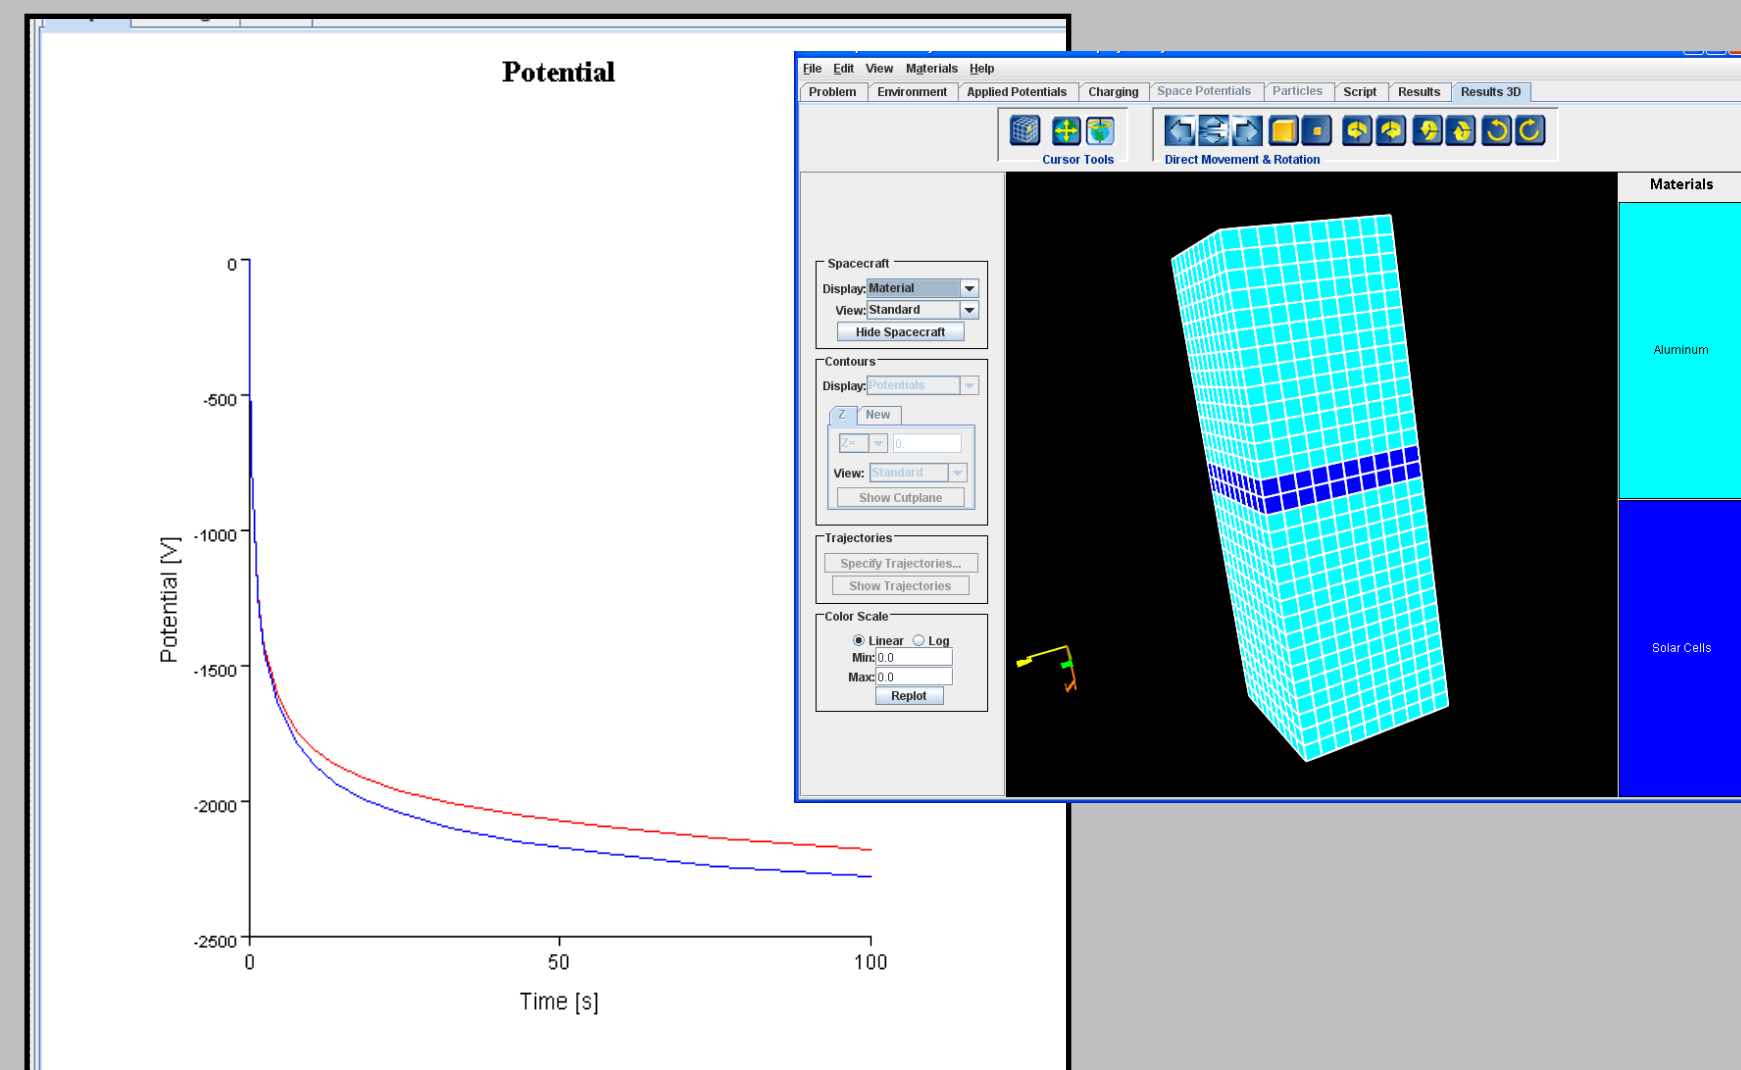 Potential
0
-500
-1000
-1500
-2000
-2500
Potential [V]
0 50 100
Time [s]
File Edit View Materials Help
Problem Environment Applied Potentials Charging Space Potentials Particles Script Results Results 3D
Cursor Tools Direct Movement & Rotation
Materials
Aluminum
Solar Cells
Spacecraft
Display: Material
View: Standard
Hide Spacecraft
Contours
Display: Potentials
Z New
Z= 0.
View: Standard
Show Cutplane
Trajectories
Specify Trajectories...
Show Trajectories
Color Scale
Linear Log
Min: 0.0
Max: 0.0
Replot